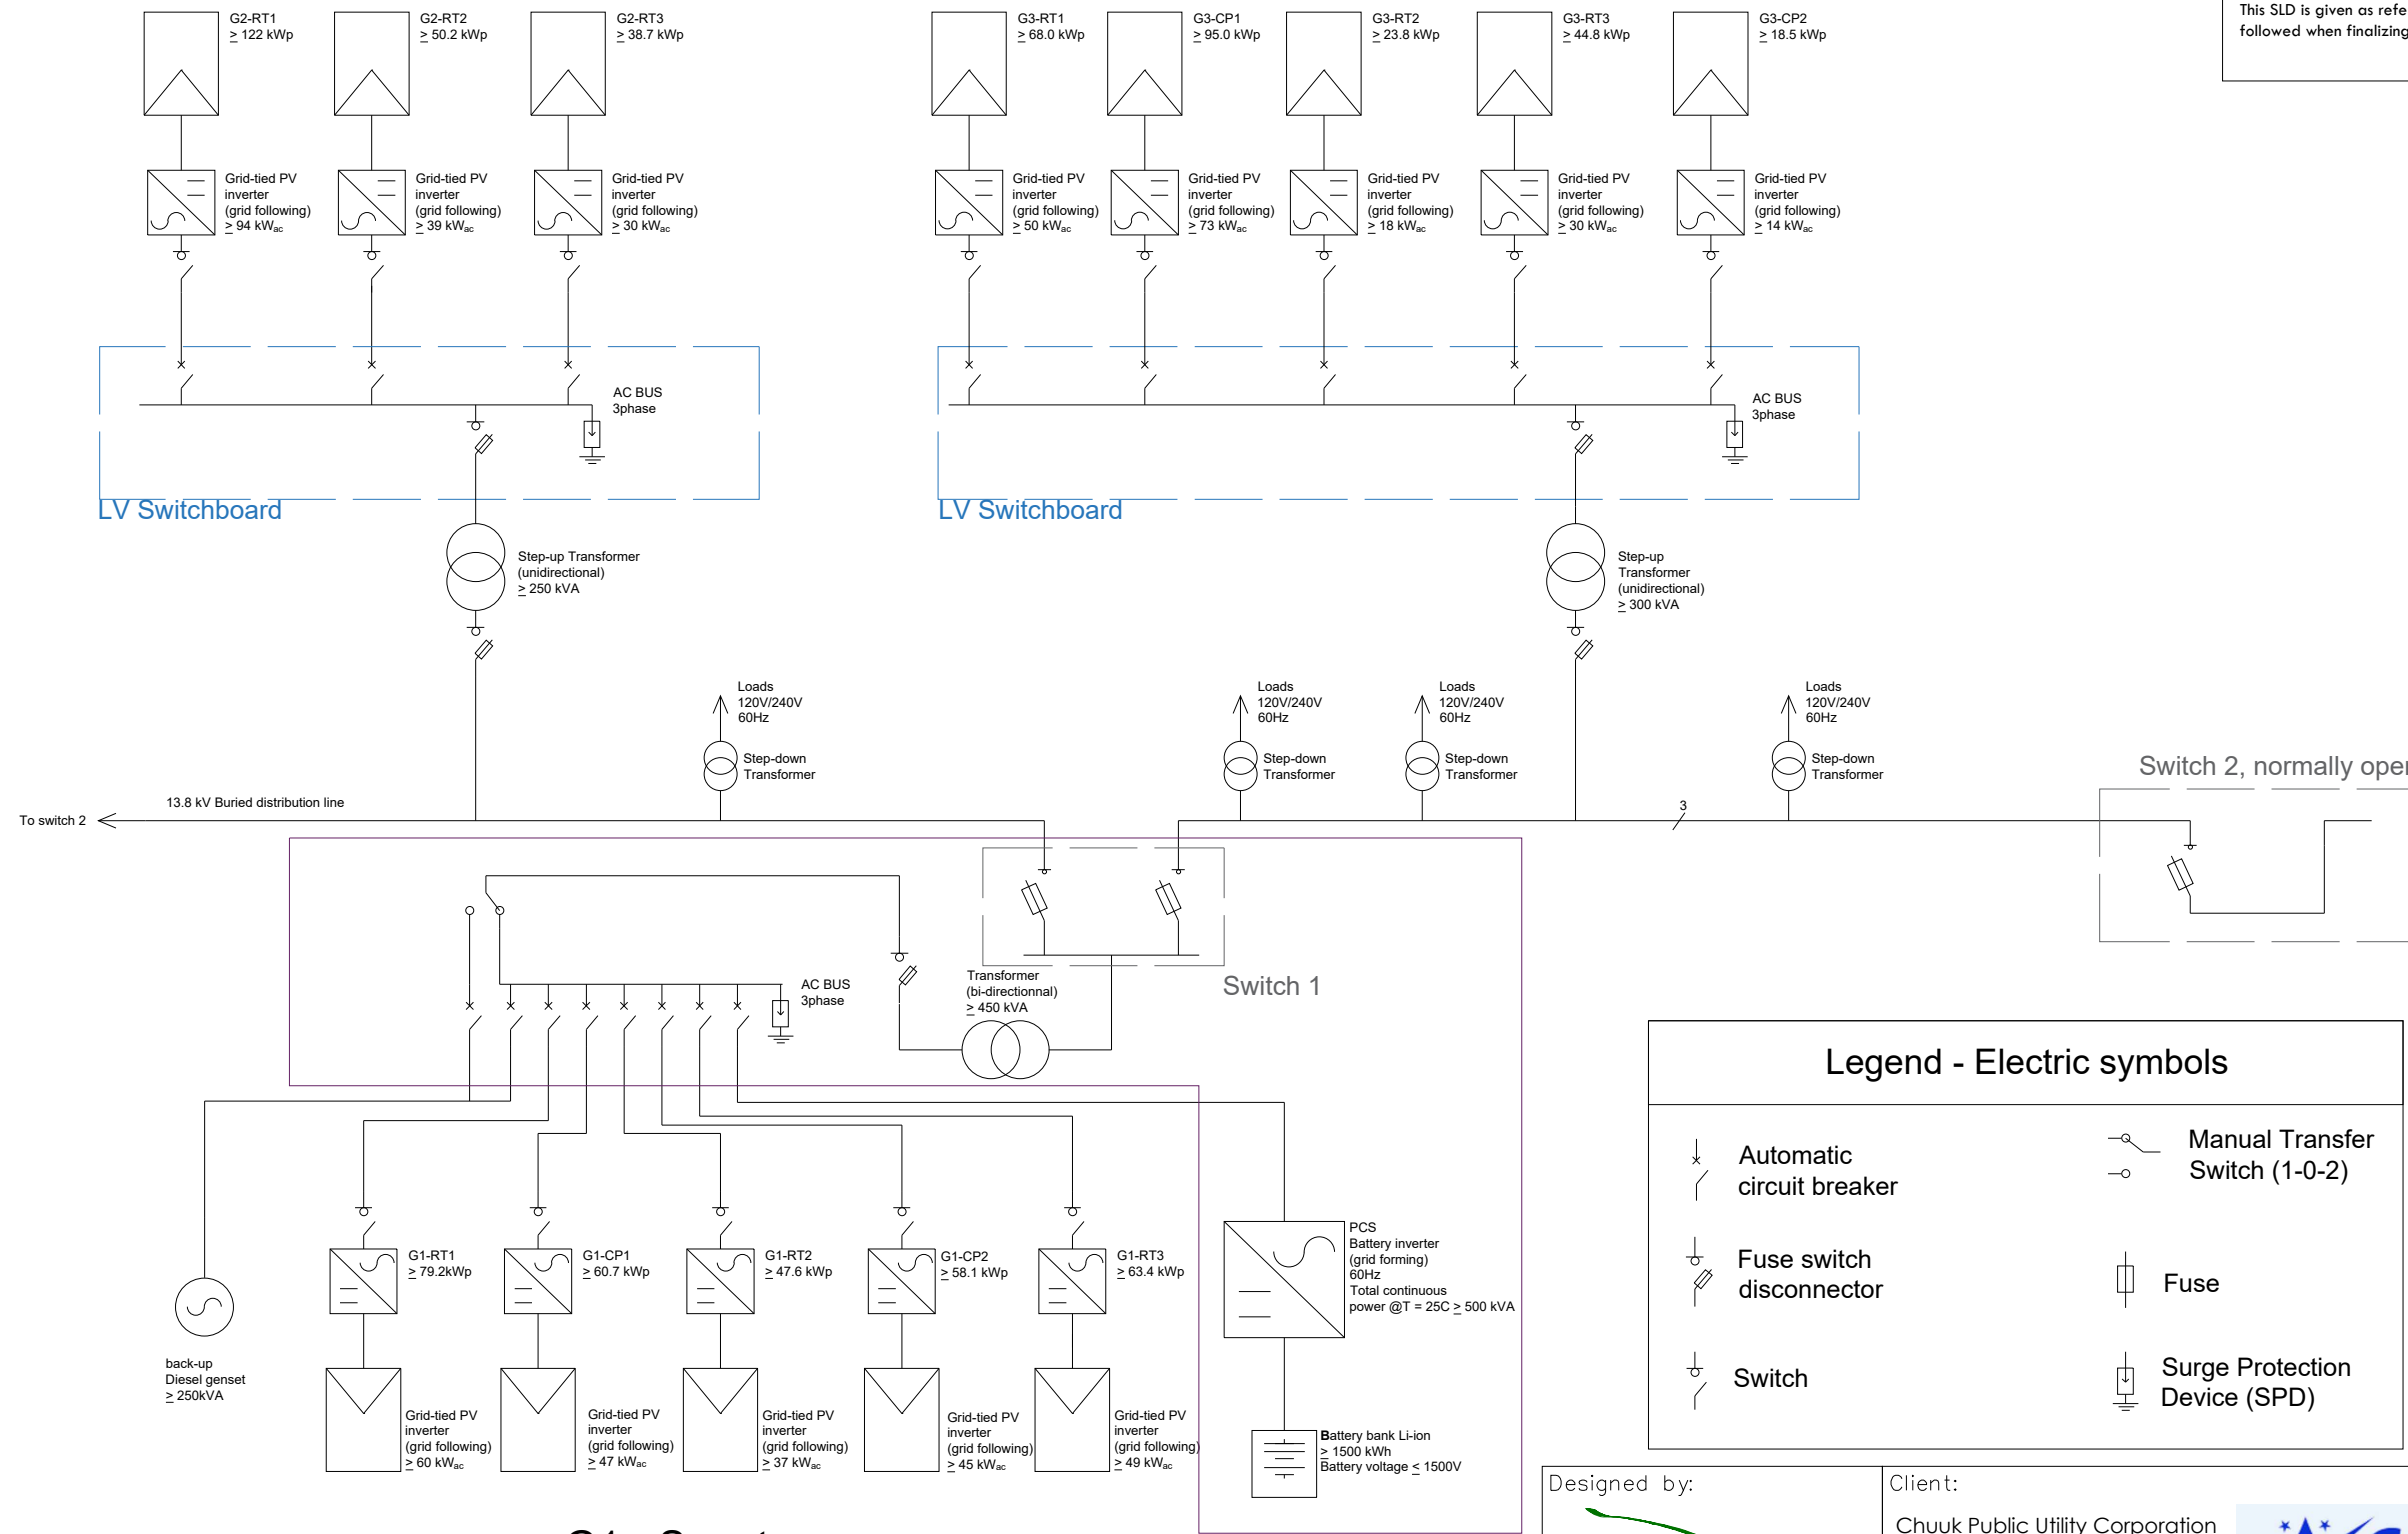 This SLD is given as refe
followed when finalizing
G2-RT1
≥ 122 kWp
G2-RT2
≥ 50.2 kWp
G2-RT3
≥ 38.7 kWp
G3-RT1
≥ 68.0 kWp
G3-CP1
≥ 95.0 kWp
G3-RT2
≥ 23.8 kWp
G3-RT3
≥ 44.8 kWp
G3-CP2
≥ 18.5 kWp
Grid-tied PV
inverter
(grid following)
≥ 94 kWac
Grid-tied PV
inverter
(grid following)
≥ 39 kWac
Grid-tied PV
inverter
(grid following)
≥ 30 kWac
Grid-tied PV
inverter
(grid following)
≥ 50 kWac
Grid-tied PV
inverter
(grid following)
≥ 73 kWac
Grid-tied PV
inverter
(grid following)
≥ 18 kWac
Grid-tied PV
inverter
(grid following)
≥ 30 kWac
Grid-tied PV
inverter
(grid following)
≥ 14 kWac
AC BUS
3phase
AC BUS
3phase
LV Switchboard
LV Switchboard
Step-up Transformer
(unidirectional)
≥ 250 kVA
Step-up
Transformer
(unidirectional)
≥ 300 kVA
Loads
120V/240V
60Hz
Loads
120V/240V
60Hz
Loads
120V/240V
60Hz
Loads
120V/240V
60Hz
Step-down
Transformer
Step-down
Transformer
Step-down
Transformer
Step-down
Transformer
Switch 2, normally oper
13.8 kV Buried distribution line
To switch 2
3
AC BUS
3phase
Transformer
(bi-directionnal)
≥ 450 kVA
Switch 1
Legend - Electric symbols
Automatic
circuit breaker
Manual Transfer
Switch (1-0-2)
Fuse switch
disconnector
Fuse
Switch
Surge Protection
Device (SPD)
G1-RT1
≥ 79.2kWp
G1-CP1
≥ 60.7 kWp
G1-RT2
≥ 47.6 kWp
G1-CP2
≥ 58.1 kWp
G1-RT3
≥ 63.4 kWp
PCS
Battery inverter
(grid forming)
60Hz
Total continuous
power @T = 25C ≥ 500 kVA
back-up
Diesel genset
≥ 250kVA
Grid-tied PV
inverter
(grid following)
≥ 60 kWac
Grid-tied PV
inverter
(grid following)
≥ 47 kWac
Grid-tied PV
inverter
(grid following)
≥ 37 kWac
Grid-tied PV
inverter
(grid following)
≥ 45 kWac
Grid-tied PV
inverter
(grid following)
≥ 49 kWac
Battery bank Li-ion
≥ 1500 kWh
Battery voltage ≤ 1500V
Designed by:
Client:
Chuuk Public Utility Corporation